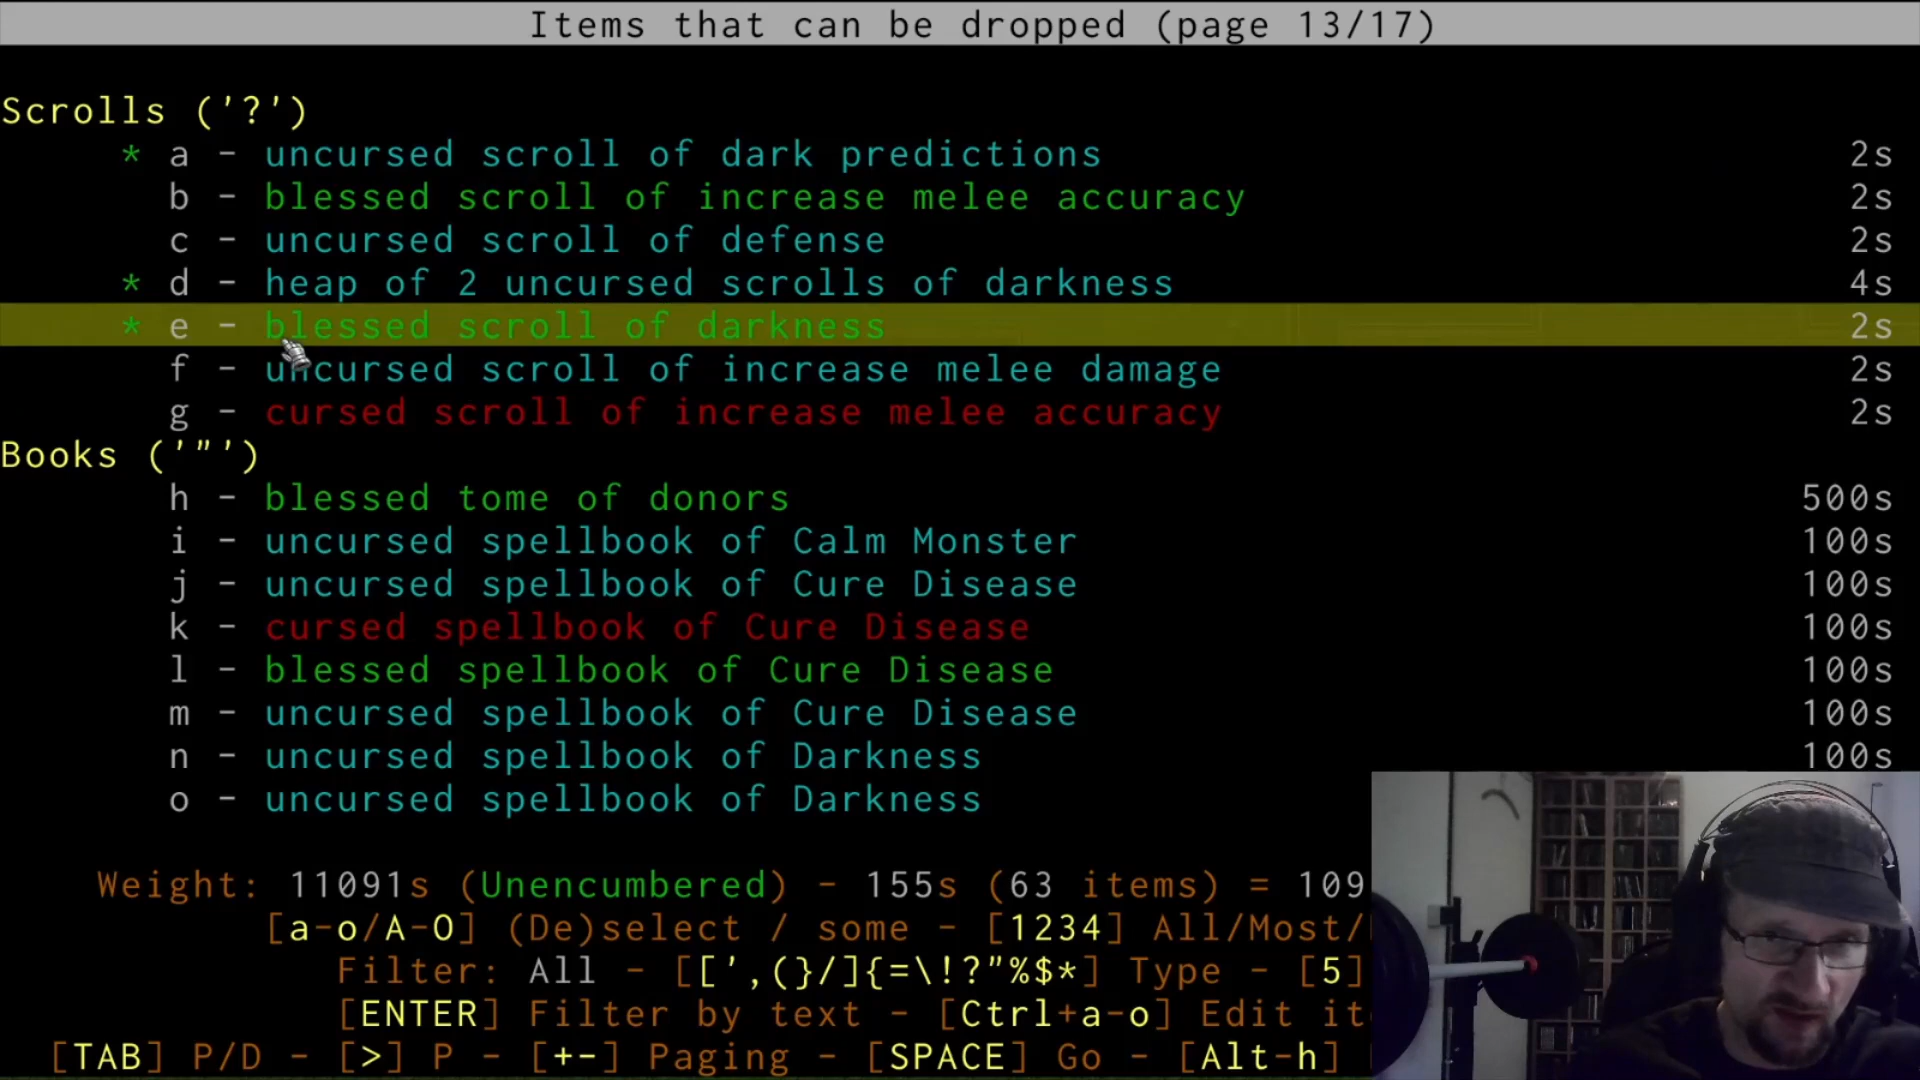 Items that can be dropped (page 13/17)
Scrolls ('?')
* a - uncursed scroll of dark predictions 2s
b - blessed scroll of increase melee accuracy 2s
c - uncursed scroll of defense 2s
* d - heap of 2 uncursed scrolls of darkness 4s
* e - blessed scroll of darkness 2s
f - uncursed scroll of increase melee damage 2s
g - cursed scroll of increase melee accuracy 2s
Books ('"')
h - blessed tome of donors 500s
i - uncursed spellbook of Calm Monster 100s
j - uncursed spellbook of Cure Disease 100s
k - cursed spellbook of Cure Disease 100s
l - blessed spellbook of Cure Disease 100s
m - uncursed spellbook of Cure Disease 100s
n - uncursed spellbook of Darkness 100s
o - uncursed spellbook of Darkness
Weight: 11091s (Unencumbered) - 155s (63 items) = 109
[a-o/A-O] (De)select / some - [1234] All/Most/
Filter: All - [[',(}/]{=\!?"%$*] Type - [5]
[ENTER] Filter by text - [Ctrl+a-o] Edit it
[TAB] P/D - [>] P - [+-] Paging - [SPACE] Go - [Alt-h]